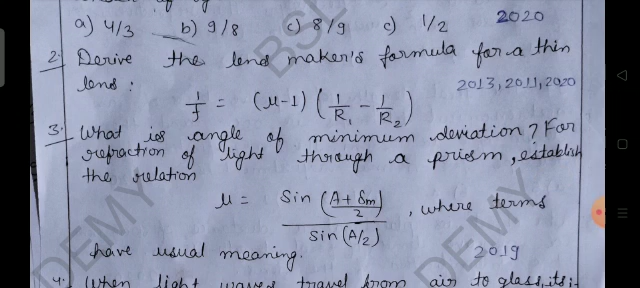 a) 4/3 b) 9/8 c) 8/9 c) 1/2 2020
2. Derive the lens maker's formula for a thin
lens : 2013, 2011, 2020
1/f = (μ-1) (1/R₁ - 1/R₂)
3. What is angle of minimum deviation? For
refraction of light through a prism, establish
the relation
μ = Sin (A+δm/2) / Sin (A/2), where terms
have usual meaning. 2019
4. When light waves travel from air to glass, its
BSL
DEMY
DEMY